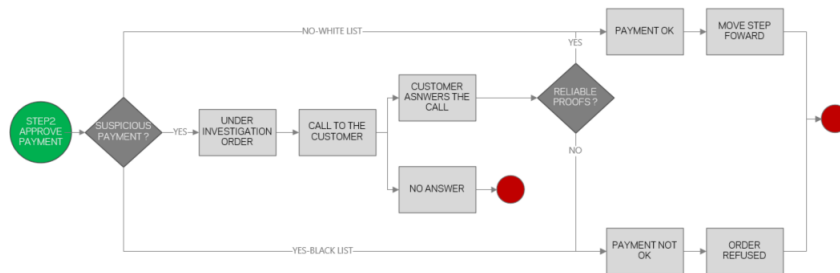 NO-WHITE LIST
PAYMENT OK
MOVE STEP
FOWARD
YES
STEP2
APPROVE
PAYMENT
SUSPICIOUS
PAYMENT ?
YES
UNDER
INVESTIGATION
ORDER
CALL TO THE
CUSTOMER
CUSTOMER
ASNWERS THE
CALL
RELIABLE
PROOFS ?
NO
NO ANSWER
YES-BLACK LIST
PAYMENT NOT
OK
ORDER
REFUSED